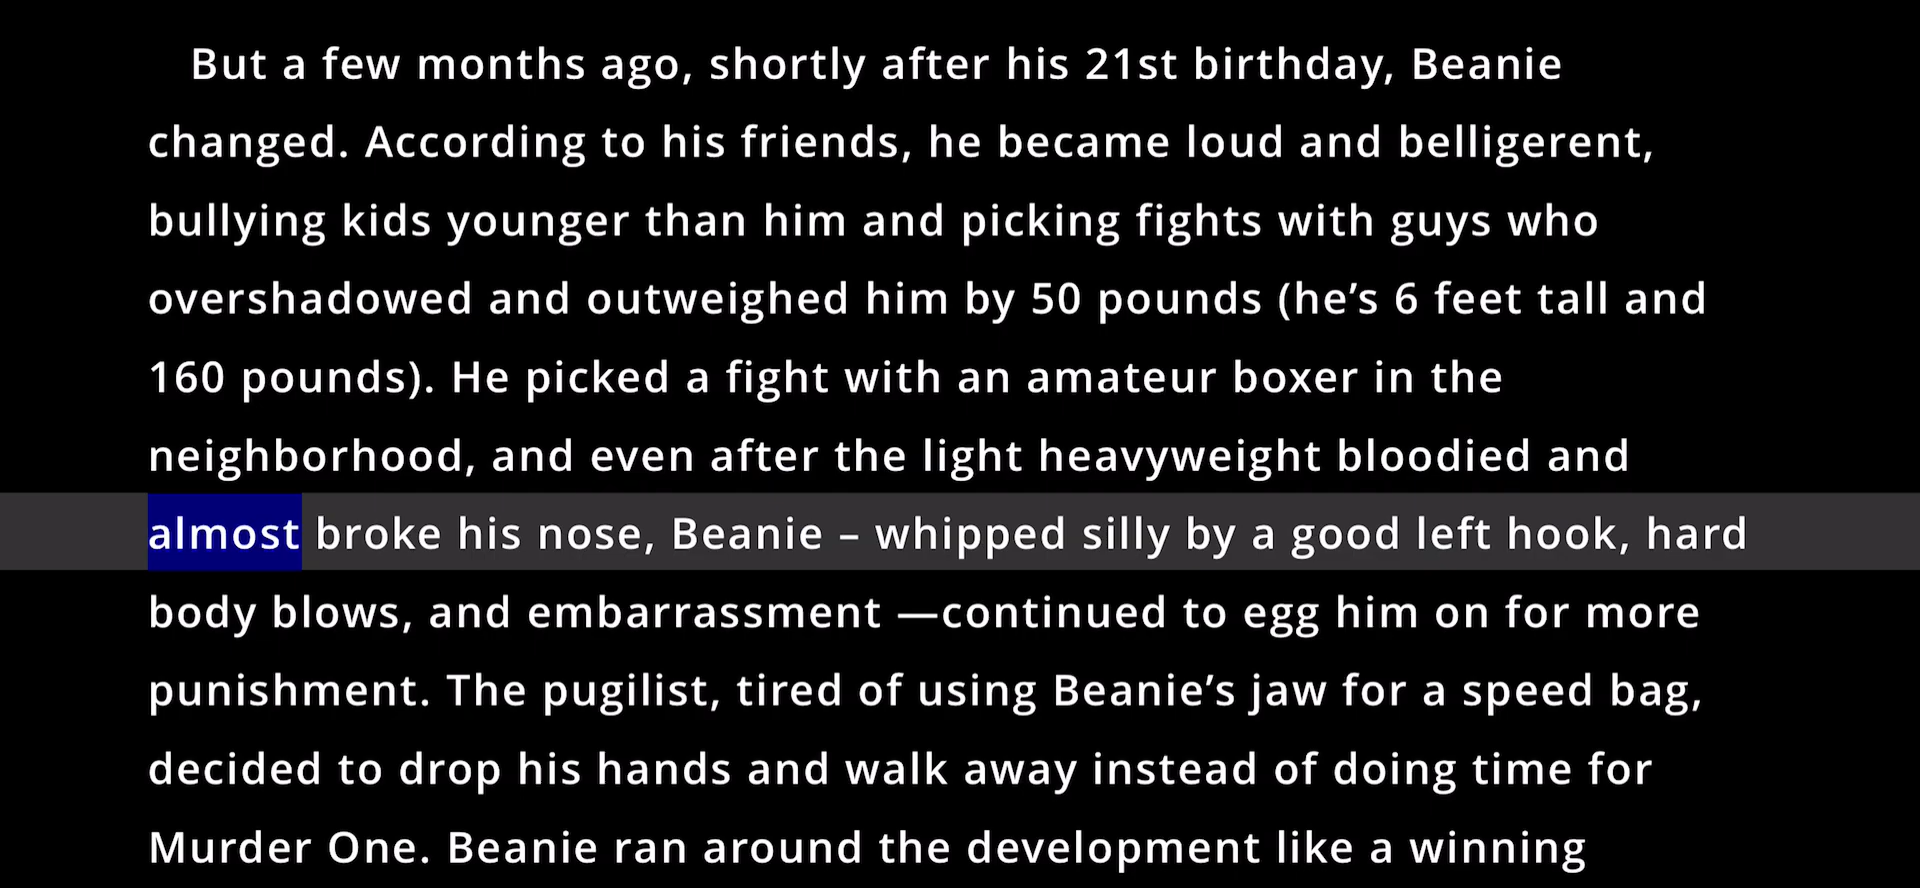 But a few months ago, shortly after his 21st birthday, Beanie
changed. According to his friends, he became loud and belligerent,
bullying kids younger than him and picking fights with guys who
overshadowed and outweighed him by 50 pounds (he’s 6 feet tall and
160 pounds). He picked a fight with an amateur boxer in the
neighborhood, and even after the light heavyweight bloodied and
almost broke his nose, Beanie – whipped silly by a good left hook, hard
body blows, and embarrassment —continued to egg him on for more
punishment. The pugilist, tired of using Beanie’s jaw for a speed bag,
decided to drop his hands and walk away instead of doing time for
Murder One. Beanie ran around the development like a winning